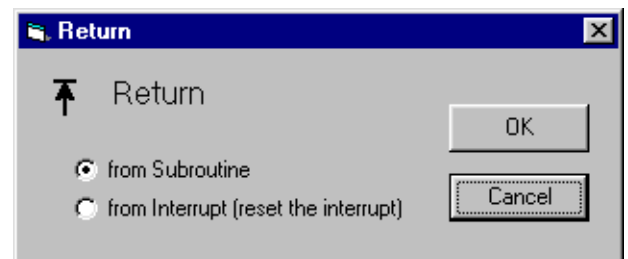 Return
Return
OK
from Subroutine
Cancel
from Interrupt (reset the interrupt)